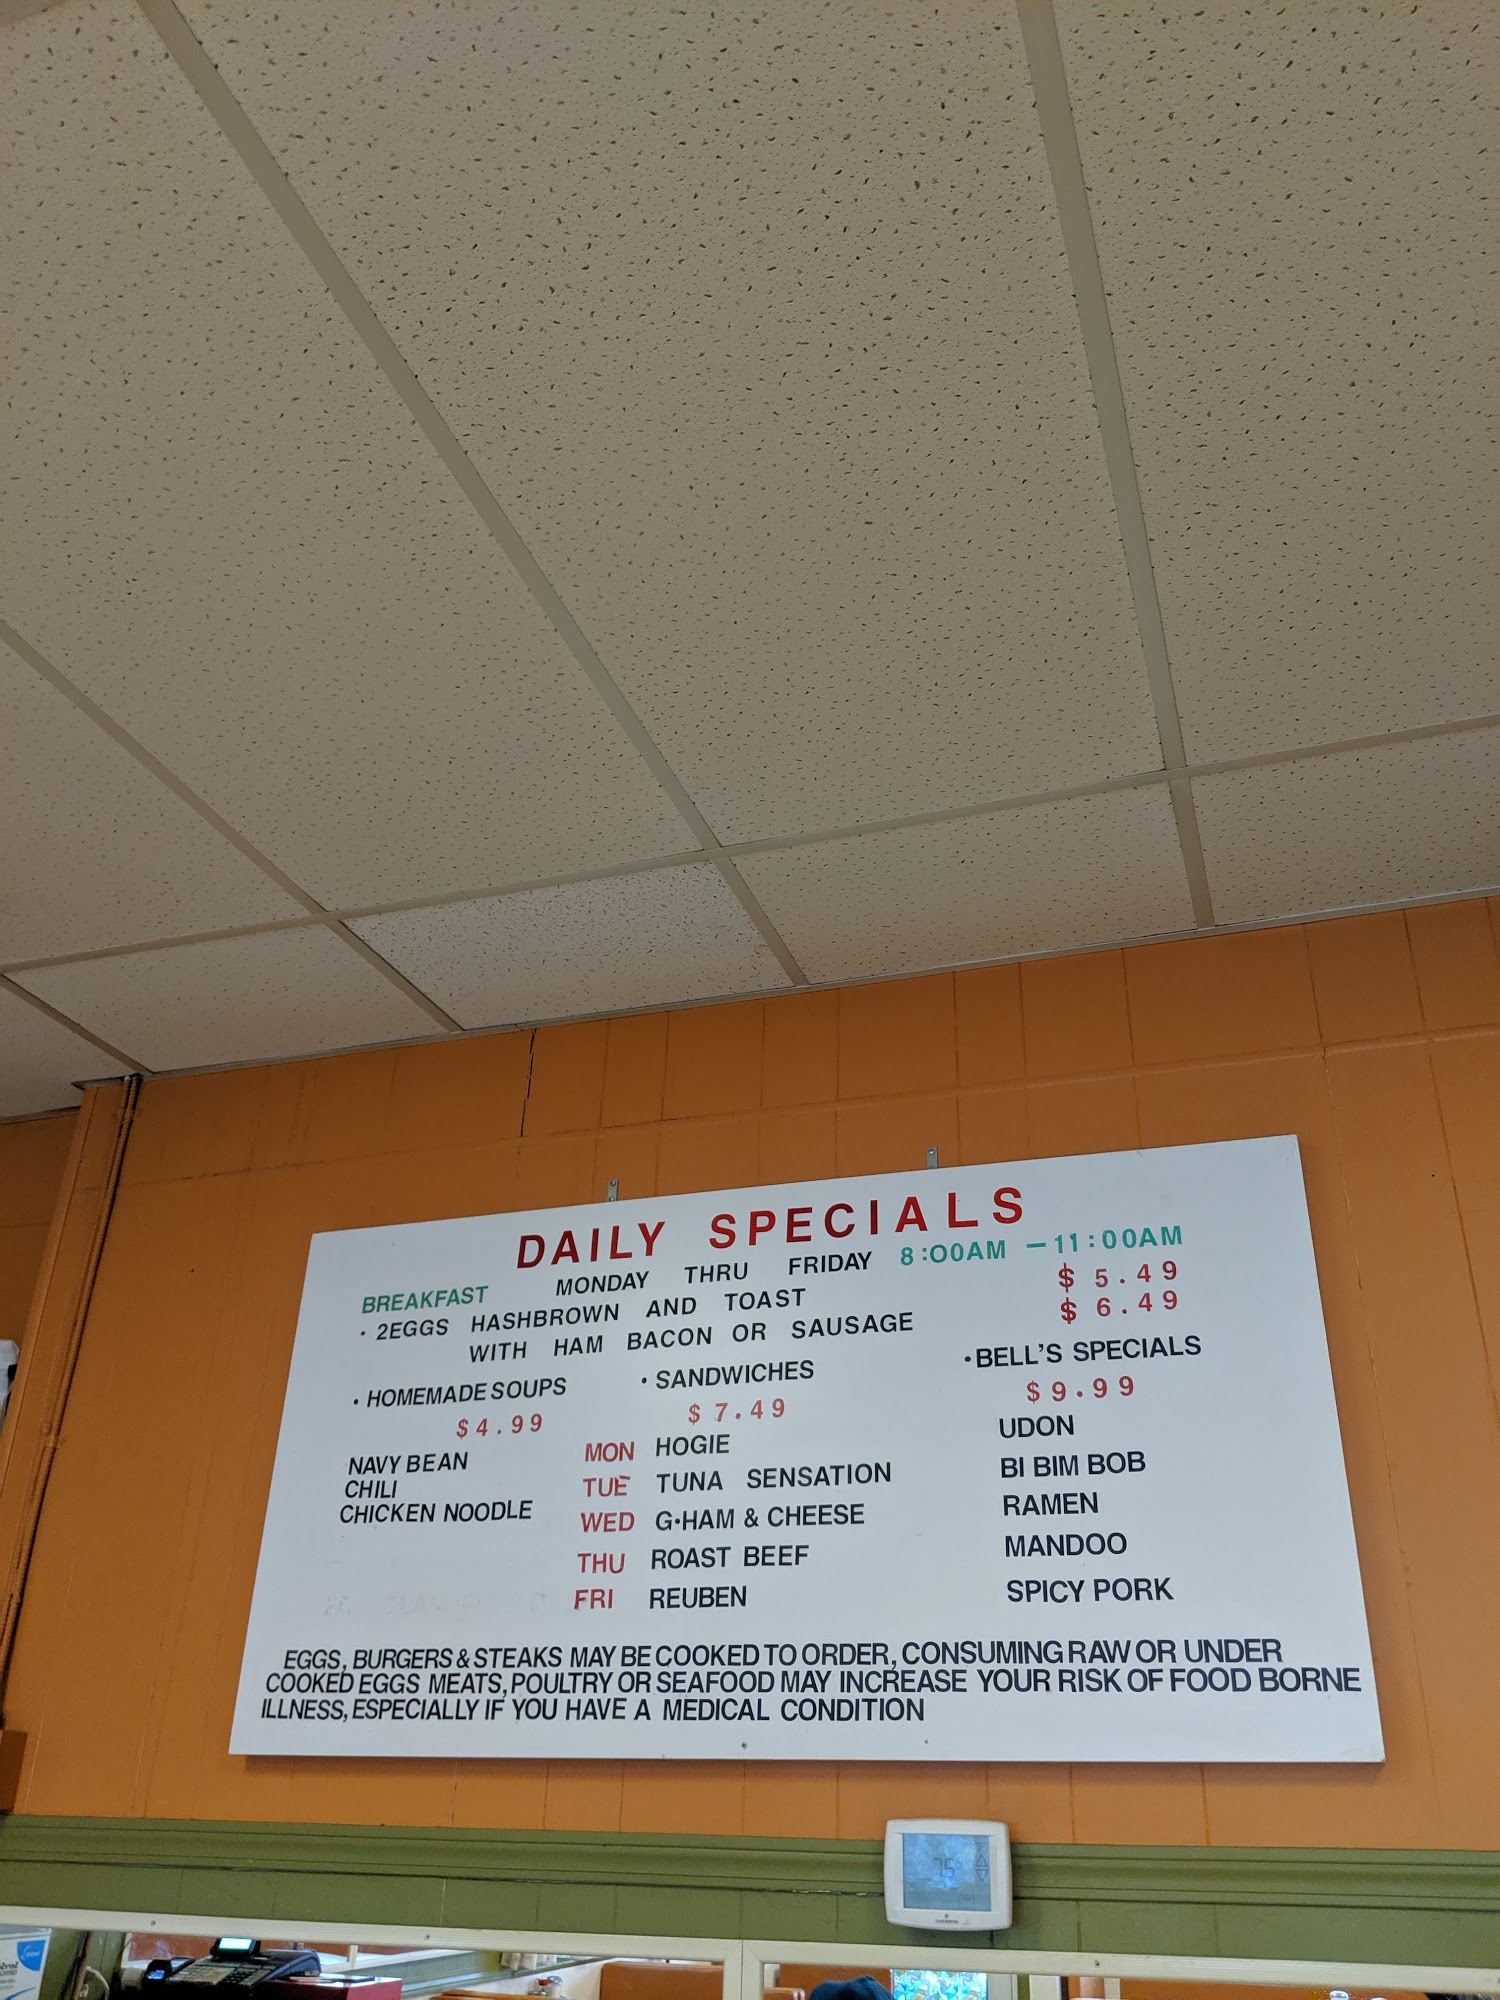 DAILY SPECIALS
BREAKFAST MONDAY THRU FRIDAY 8:00AM – 11:00AM
• 2EGGS HASHBROWN AND TOAST $ 5.49
WITH HAM BACON OR SAUSAGE $ 6.49
• HOMEMADE SOUPS
$4.99
NAVY BEAN
CHILI
CHICKEN NOODLE
• SANDWICHES
$ 7.49
MON HOGIE
TUE TUNA SENSATION
WED G•HAM & CHEESE
THU ROAST BEEF
FRI REUBEN
• BELL'S SPECIALS
$9.99
UDON
BI BIM BOB
RAMEN
MANDOO
SPICY PORK
EGGS, BURGERS & STEAKS MAY BE COOKED TO ORDER, CONSUMING RAW OR UNDER
COOKED EGGS MEATS, POULTRY OR SEAFOOD MAY INCREASE YOUR RISK OF FOOD BORNE
ILLNESS, ESPECIALLY IF YOU HAVE A MEDICAL CONDITION
75